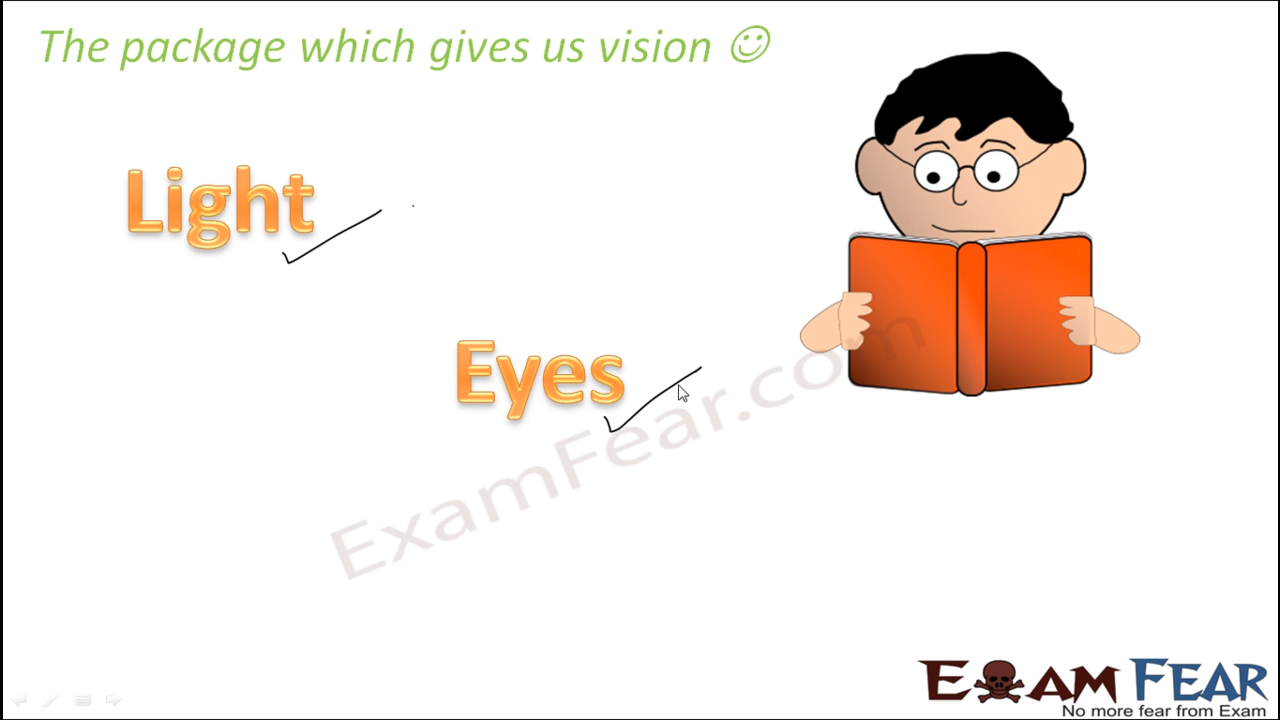 The package which gives us vision ☺
Light
Eyes
ExamFear.com
EXAM FEAR
No more fear from Exam